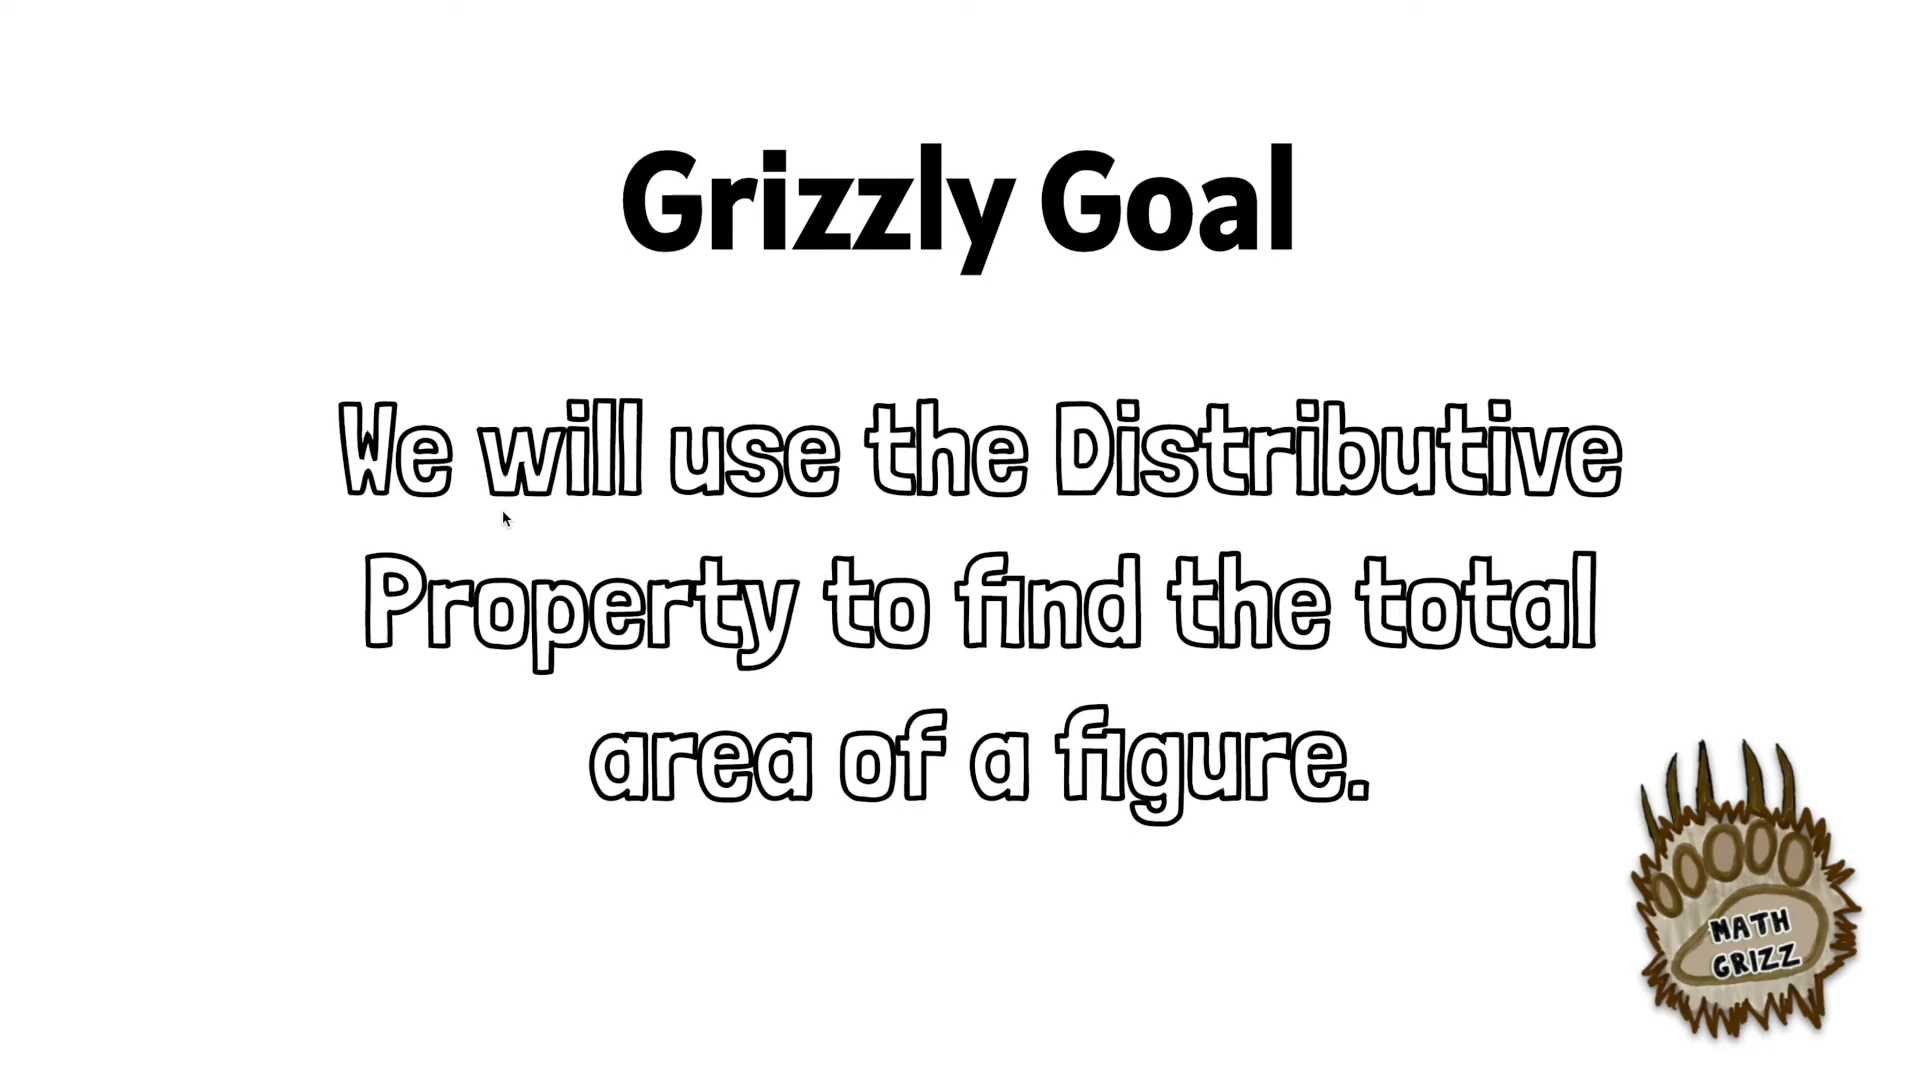 Grizzly Goal
We will use the Distributive
Property to find the total
area of a figure.
MATH
GRIZZ